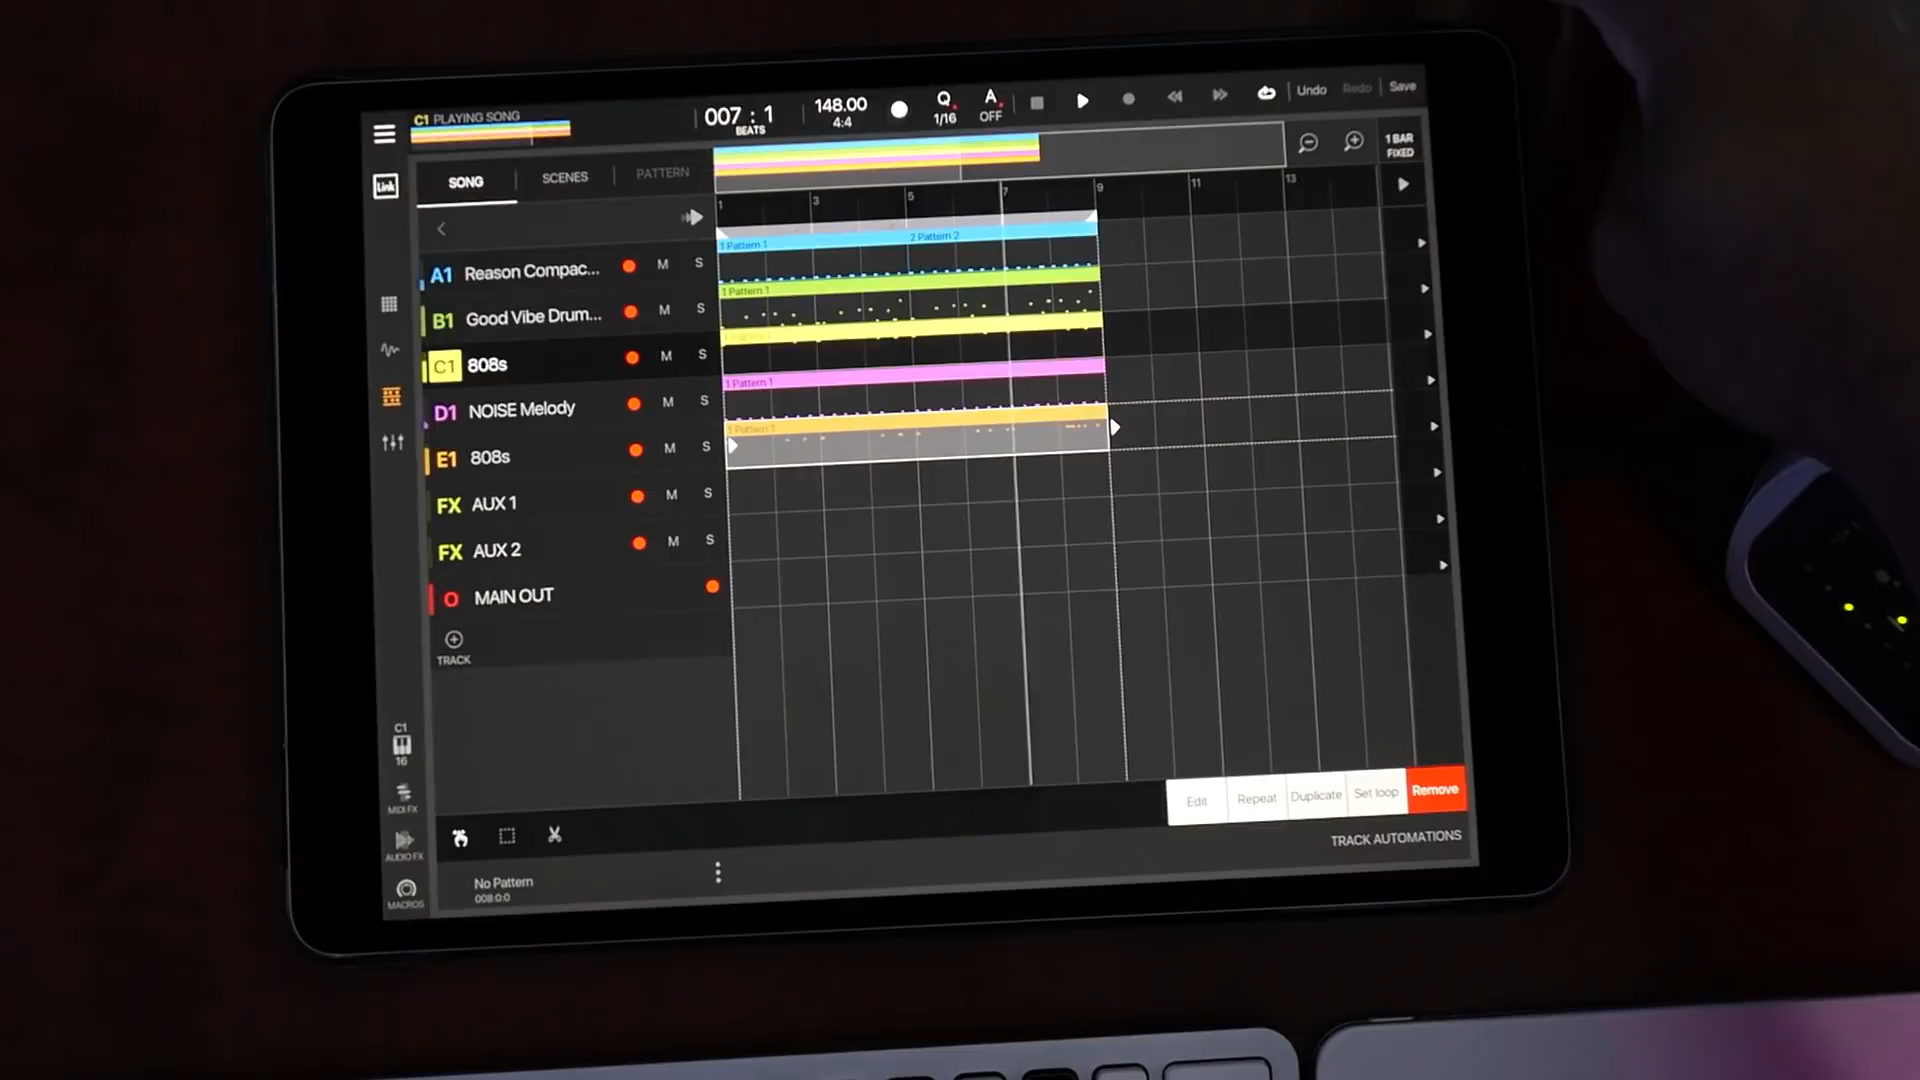 C1 PLAYING SONG
007 : 1
BEATS
148.00
4:4
Q
1/16
A
OFF
Undo
Redo
Save
Link
SONG
SCENES
PATTERN
1 BAR
FIXED
1
3
5
7
9
11
13
1 Pattern 1
2 Pattern 2
A1 Reason Compac... M S
1 Pattern 1
B1 Good Vibe Drum... M S
C1 808s M S
1 Pattern 1
D1 NOISE Melody M S
1 Pattern 1
E1 808s M S
FX AUX 1 M S
FX AUX 2 M S
O MAIN OUT
TRACK
C1
16
MIDI FX
AUDIO FX
MACROS
Edit
Repeat
Duplicate
Set loop
Remove
TRACK AUTOMATIONS
No Pattern
008:0:0